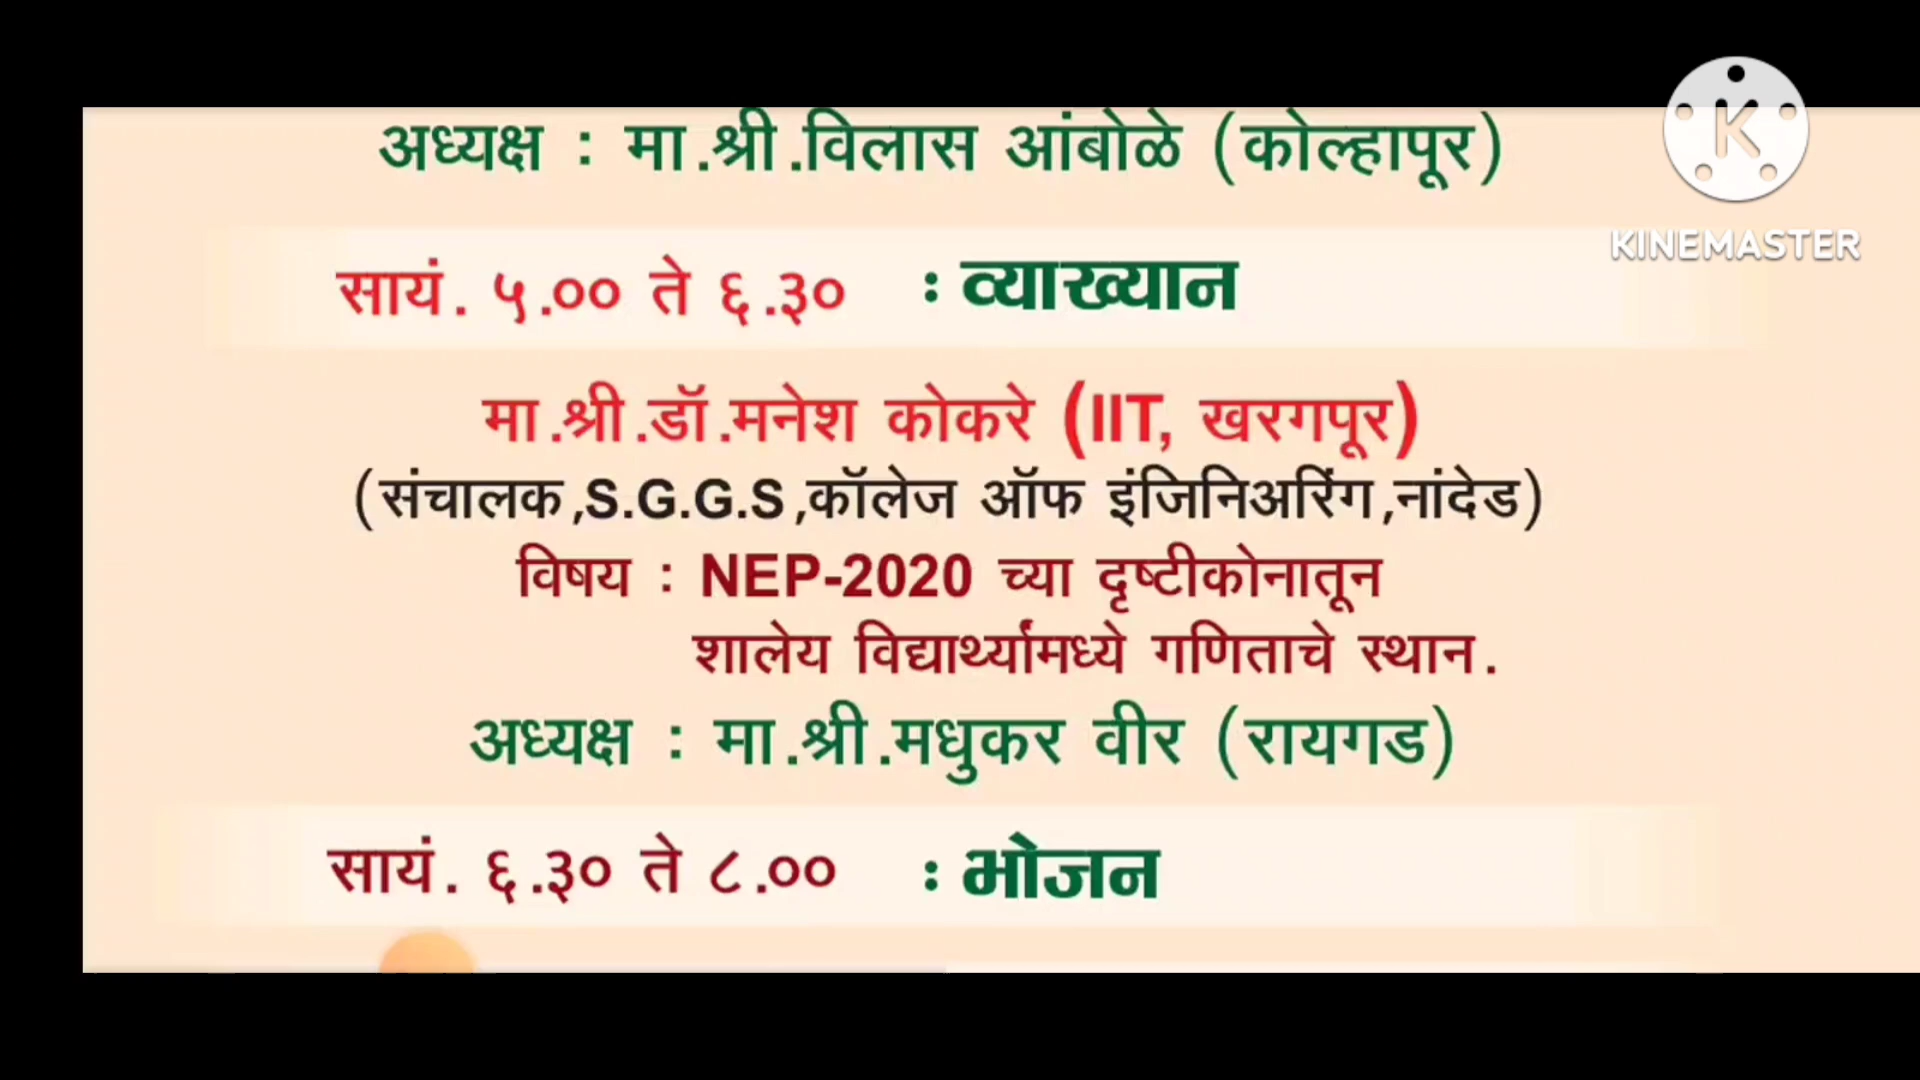 अध्यक्ष : मा.श्री.विलास आंबोळे (कोल्हापूर)
KINEMASTER
सायं. ५.०० ते ६.३० : व्याख्यान
मा.श्री.डॉ.मनेश कोकरे (IIT, खरगपूर)
(संचालक,S.G.G.S,कॉलेज ऑफ इंजिनिअरिंग,नांदेड)
विषय : NEP-2020 च्या दृष्टीकोनातून
शालेय विद्यार्थ्यांमध्ये गणिताचे स्थान.
अध्यक्ष : मा.श्री.मधुकर वीर (रायगड)
सायं. ६.३० ते ८.०० : भोजन